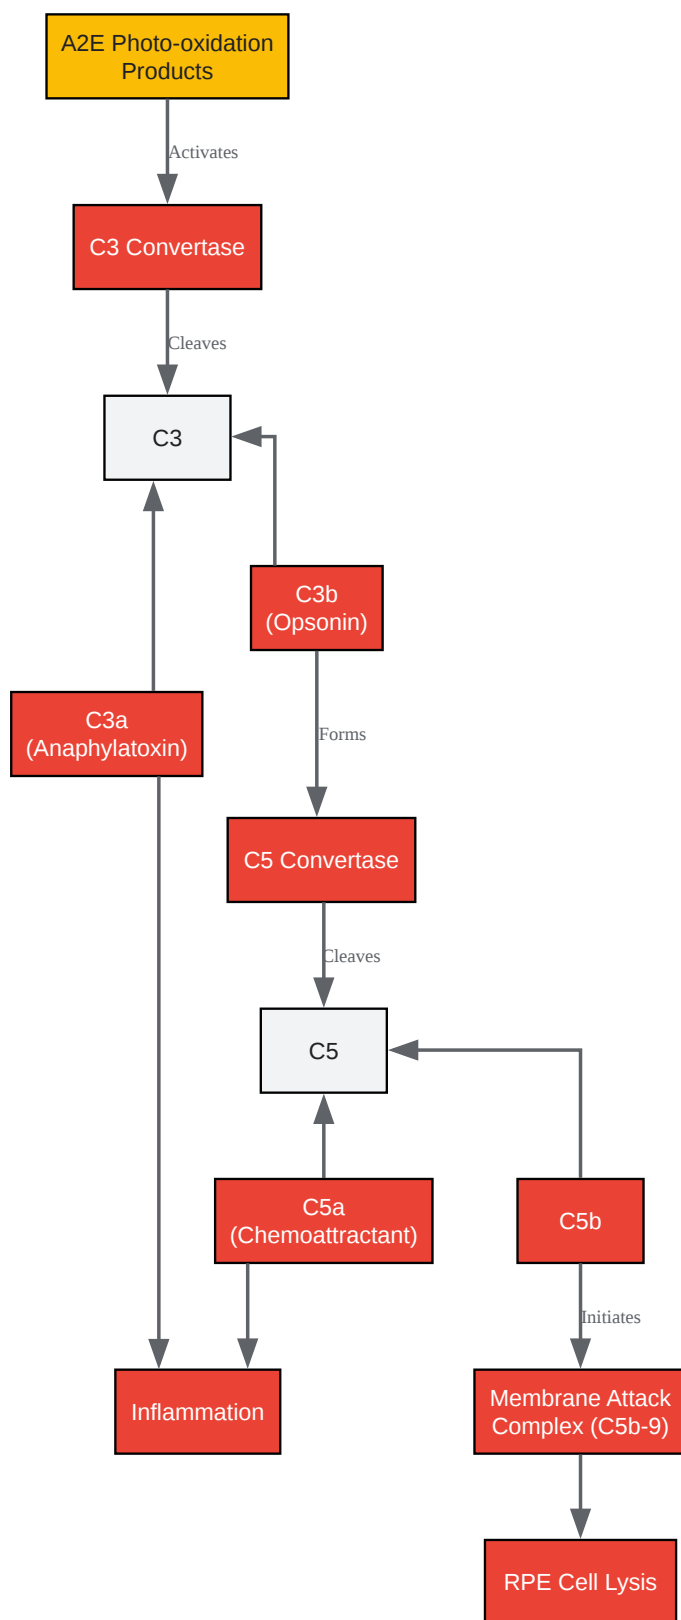 A2E Photo-oxidation
Products
Activates
C3 Convertase
Cleaves
C3
C3b
(Opsonin)
C3a
(Anaphylatoxin)
Forms
C5 Convertase
Cleaves
C5
C5a
(Chemoattractant)
C5b
Initiates
Inflammation
Membrane Attack
Complex (C5b-9)
RPE Cell Lysis